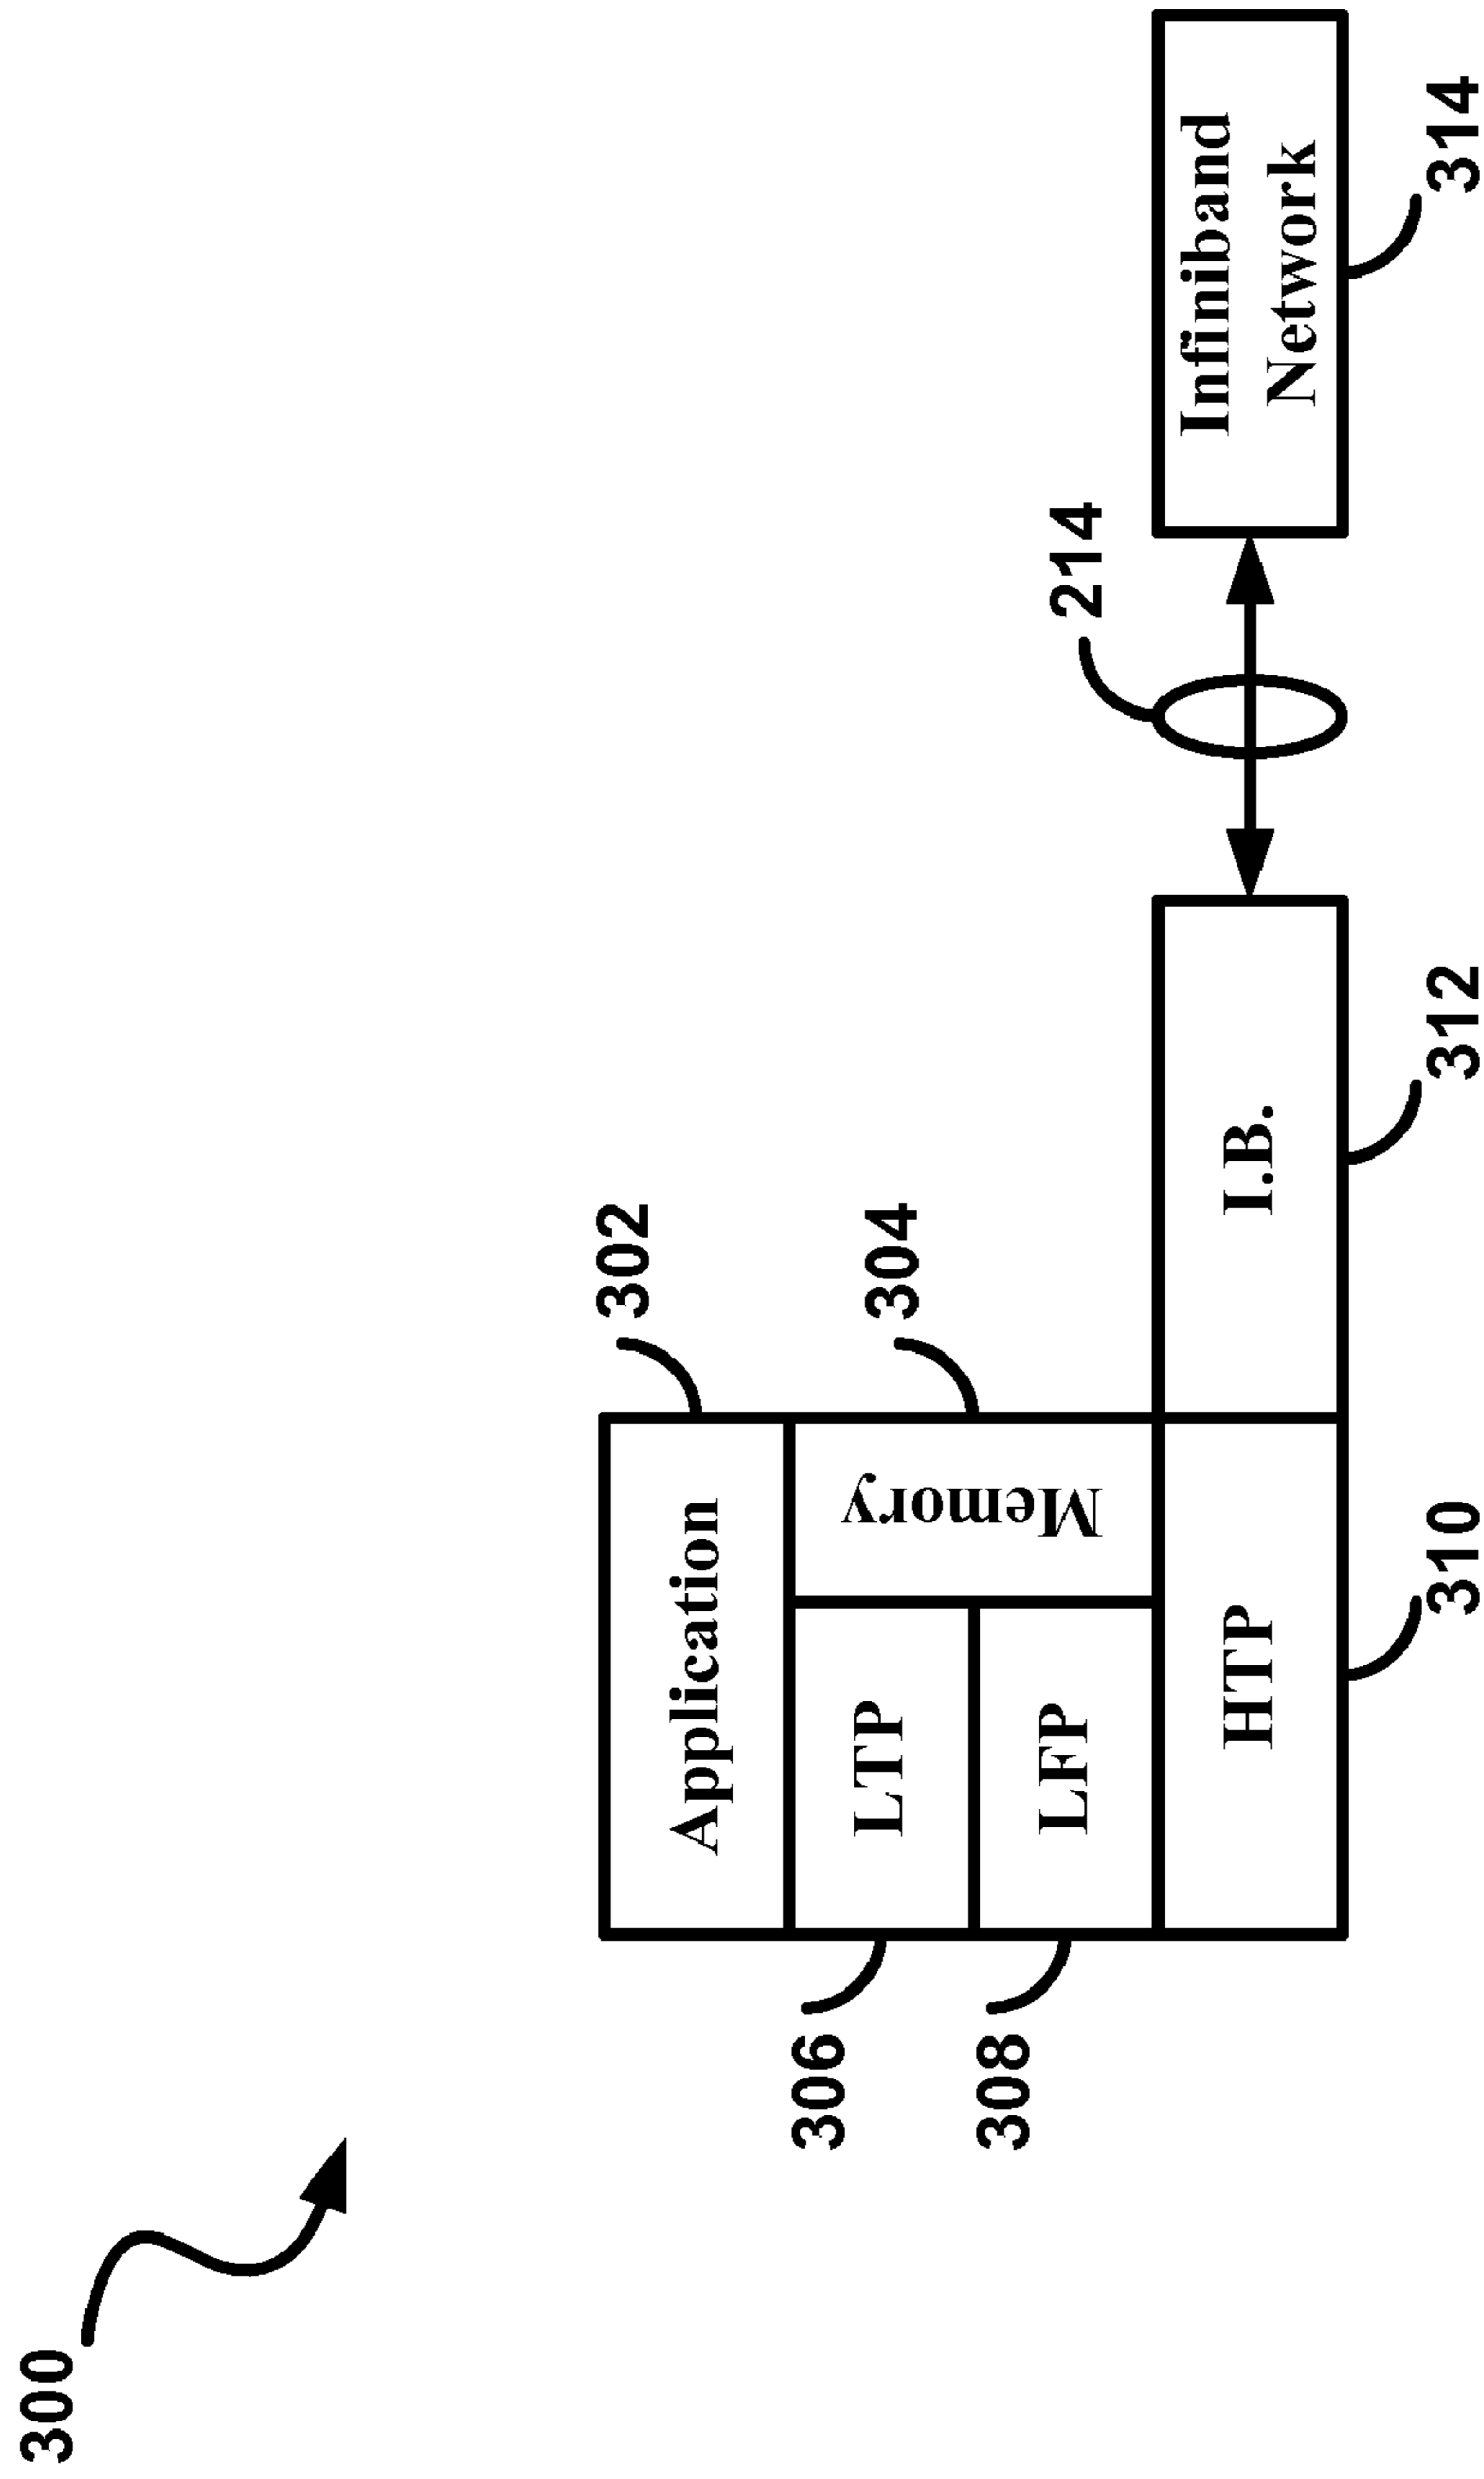 300
302
Application
304
306
LTP
Memory
308
LFP
214
HTP
I.B.
Infiniband
Network
310
312
314